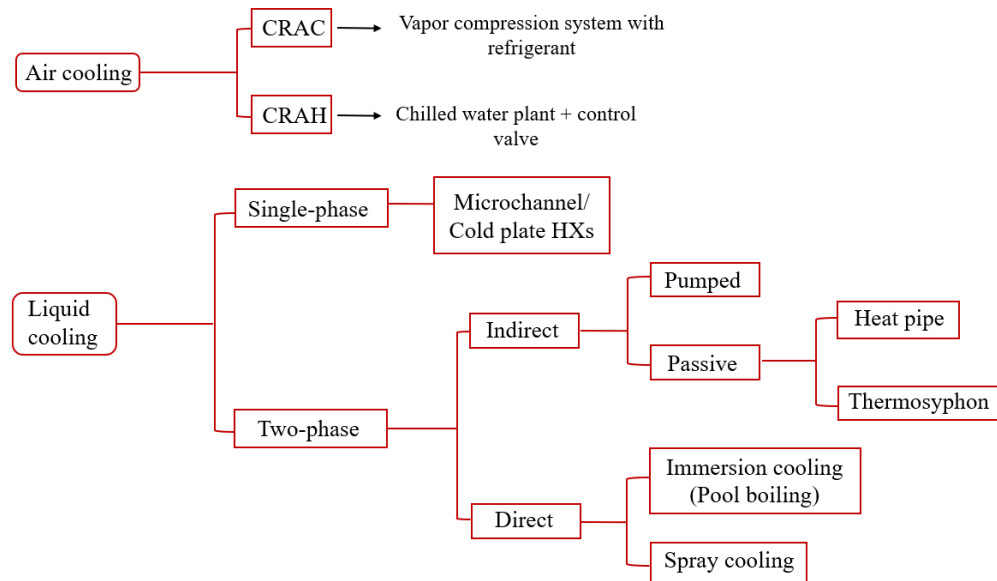 Air cooling
CRAC
Vapor compression system with
refrigerant
CRAH
Chilled water plant + control
valve
Liquid
cooling
Single-phase
Microchannel/
Cold plate HXs
Two-phase
Indirect
Pumped
Passive
Heat pipe
Thermosyphon
Direct
Immersion cooling
(Pool boiling)
Spray cooling